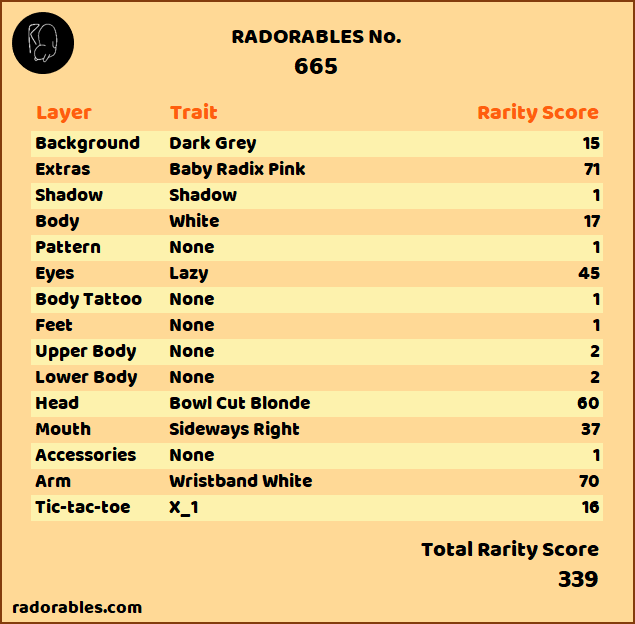 RADORABLES No.
665
Layer Trait Rarity Score
Background Dark Grey 15
Extras Baby Radix Pink 71
Shadow Shadow 1
Body White 17
Pattern None 1
Eyes Lazy 45
Body Tattoo None 1
Feet None 1
Upper Body None 2
Lower Body None 2
Head Bowl Cut Blonde 60
Mouth Sideways Right 37
Accessories None 1
Arm Wristband White 70
Tic-tac-toe X_1 16
Total Rarity Score
339
radorables.com